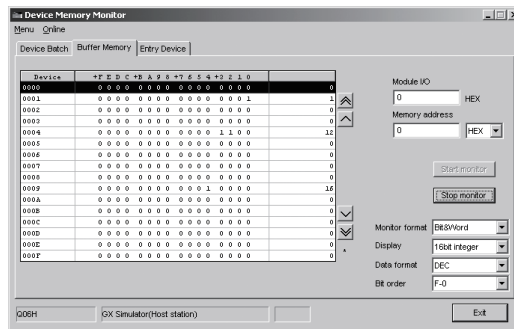 Device Memory Monitor
Menu Online
Device Batch Buffer Memory Entry Device
Device +F E D C +B A 9 8 +7 6 5 4 +3 2 1 0
0000 0 0 0 0 0 0 0 0 0 0 0 0 0 0 0 0 0
0001 0 0 0 0 0 0 0 0 0 0 0 0 0 0 0 1 1
0002 0 0 0 0 0 0 0 0 0 0 0 0 0 0 0 0 0
0003 0 0 0 0 0 0 0 0 0 0 0 0 0 0 0 0 0
0004 0 0 0 0 0 0 0 0 0 0 0 0 1 1 0 0 12
0005 0 0 0 0 0 0 0 0 0 0 0 0 0 0 0 0 0
0006 0 0 0 0 0 0 0 0 0 0 0 0 0 0 0 0 0
0007 0 0 0 0 0 0 0 0 0 0 0 0 0 0 0 0 0
0008 0 0 0 0 0 0 0 0 0 0 0 0 0 0 0 0 0
0009 0 0 0 0 0 0 0 0 0 0 0 1 0 0 0 0 16
000A 0 0 0 0 0 0 0 0 0 0 0 0 0 0 0 0 0
000B 0 0 0 0 0 0 0 0 0 0 0 0 0 0 0 0 0
000C 0 0 0 0 0 0 0 0 0 0 0 0 0 0 0 0 0
000D 0 0 0 0 0 0 0 0 0 0 0 0 0 0 0 0 0
000E 0 0 0 0 0 0 0 0 0 0 0 0 0 0 0 0 0
000F 0 0 0 0 0 0 0 0 0 0 0 0 0 0 0 0 0
Module I/O
0 HEX
Memory address
0 HEX
Start monitor
Stop monitor
Monitor format Bit&Word
Display 16bit integer
Data format DEC
Bit order F-0
Q06H GX Simulator(Host station) Exit